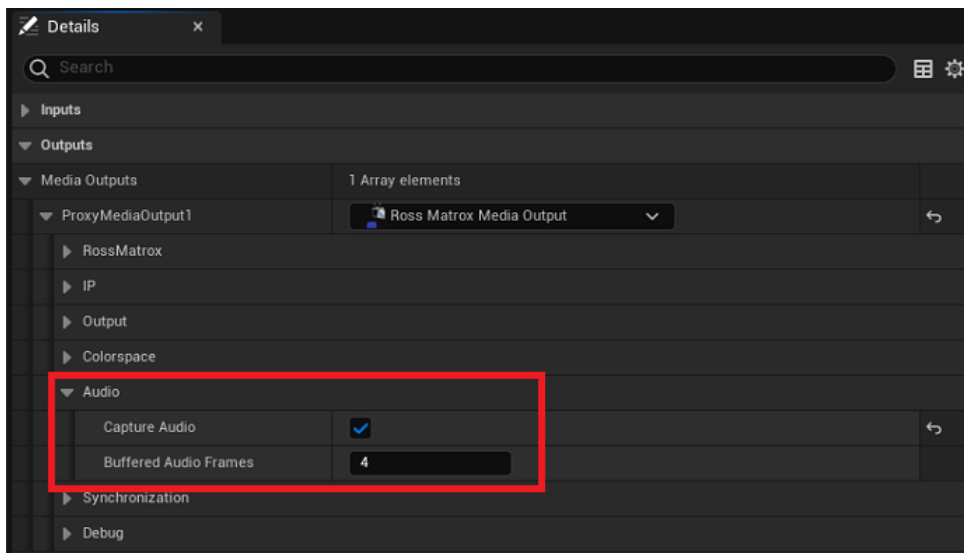 Details
Search
Inputs
Outputs
Media Outputs 1 Array elements
ProxyMediaOutput1 Ross Matrox Media Output
RossMatrox
IP
Output
Colorspace
Audio
Capture Audio
Buffered Audio Frames 4
Synchronization
Debug